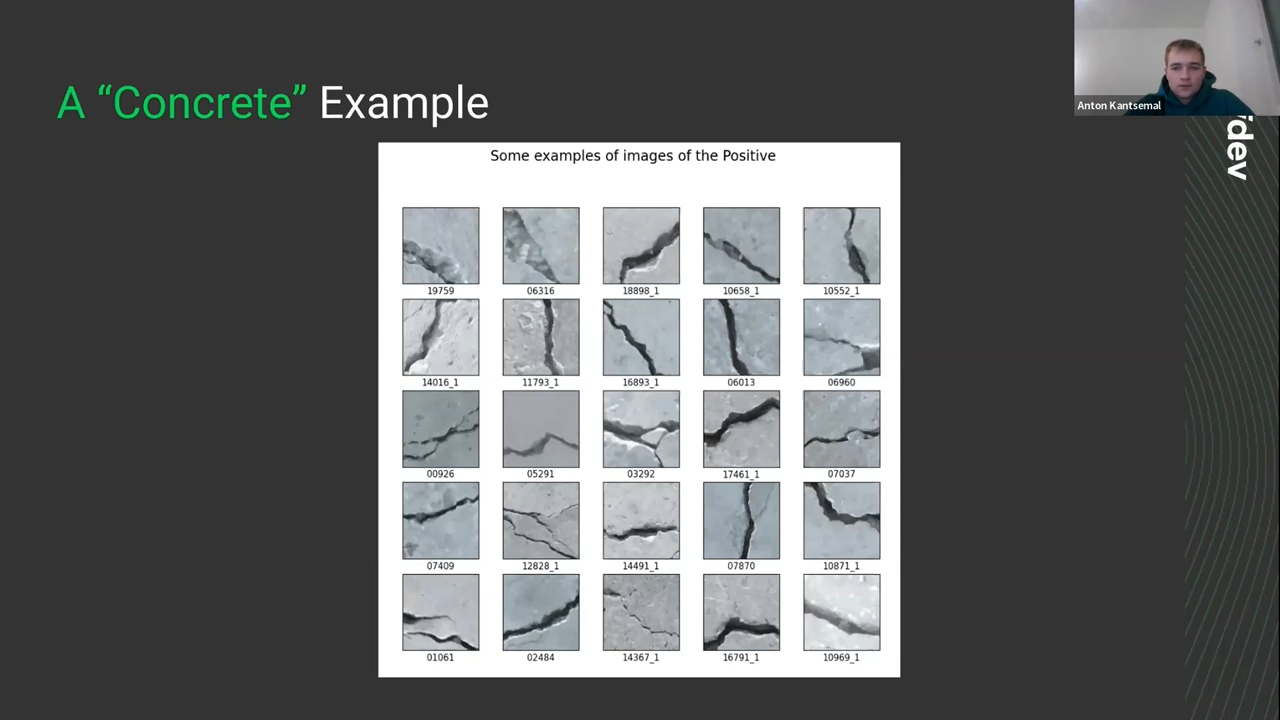 A “Concrete” Example
Anton Kantsemal
/dev
Some examples of images of the Positive
19759 06316 18898_1 10658_1 10552_1
14016_1 11793_1 16893_1 06013 06960
00926 05291 03292 17461_1 07037
07409 12828_1 14491_1 07870 10871_1
01061 02484 14367_1 16791_1 10969_1